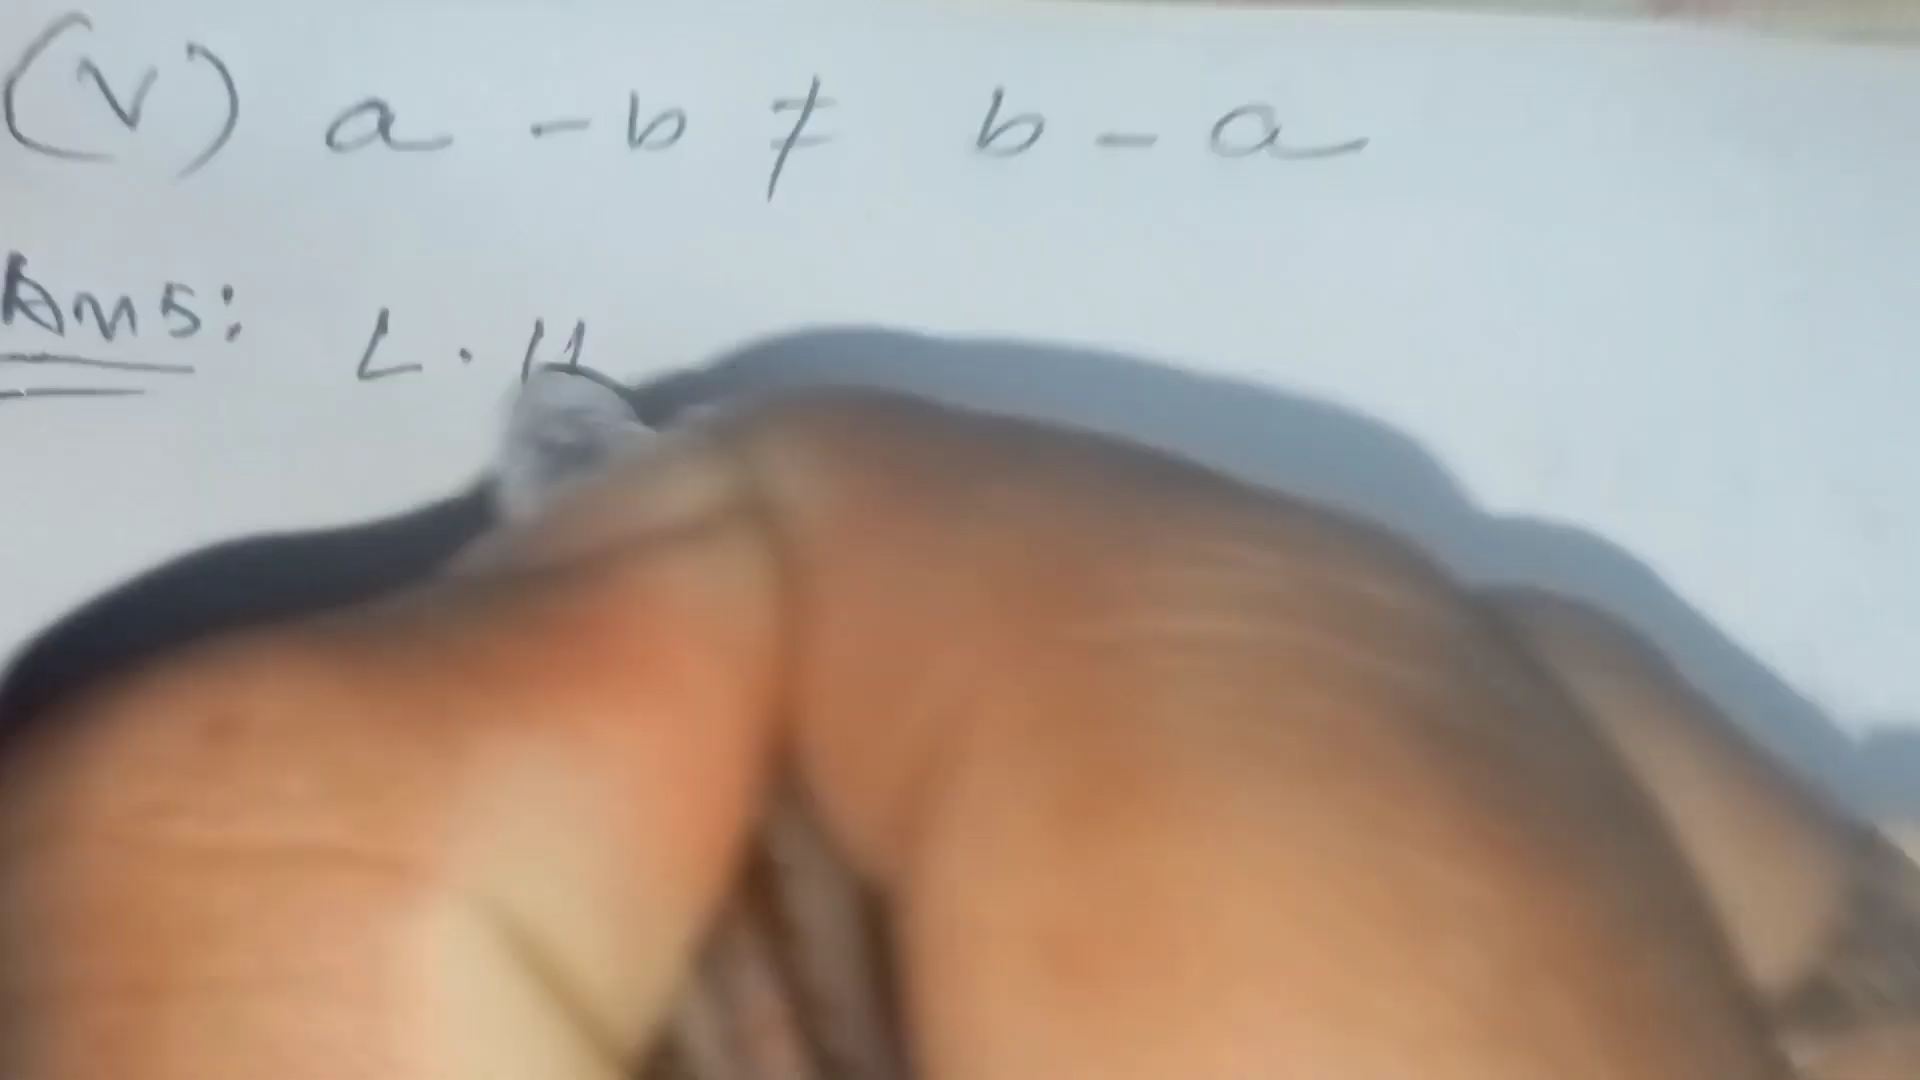 (V) a - b ≠ b - a
Ans: L. H